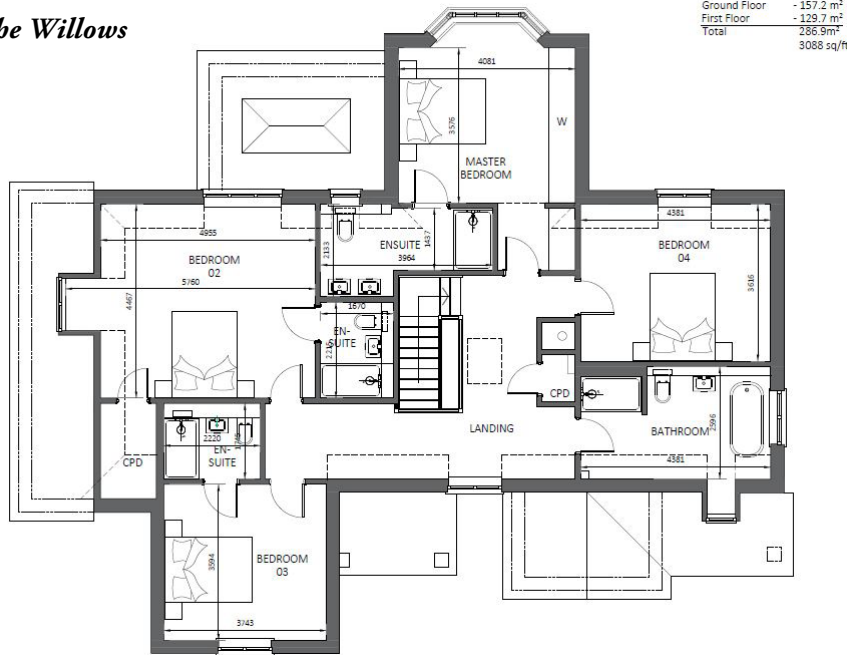 he Willows
Ground Floor - 157.2 m²
First Floor - 129.7 m²
Total 286.9m²
3088 sq/ft
4081
3576
W
MASTER
BEDROOM
4955
BEDROOM
02
5760
4467
2133
ENSUITE
1437
3964
4381
BEDROOM
04
3616
1670
EN-
SUITE
CPD
LANDING
BATHROOM
2596
4381
CPD
2220
EN-
SUITE
BEDROOM
03
3594
3743